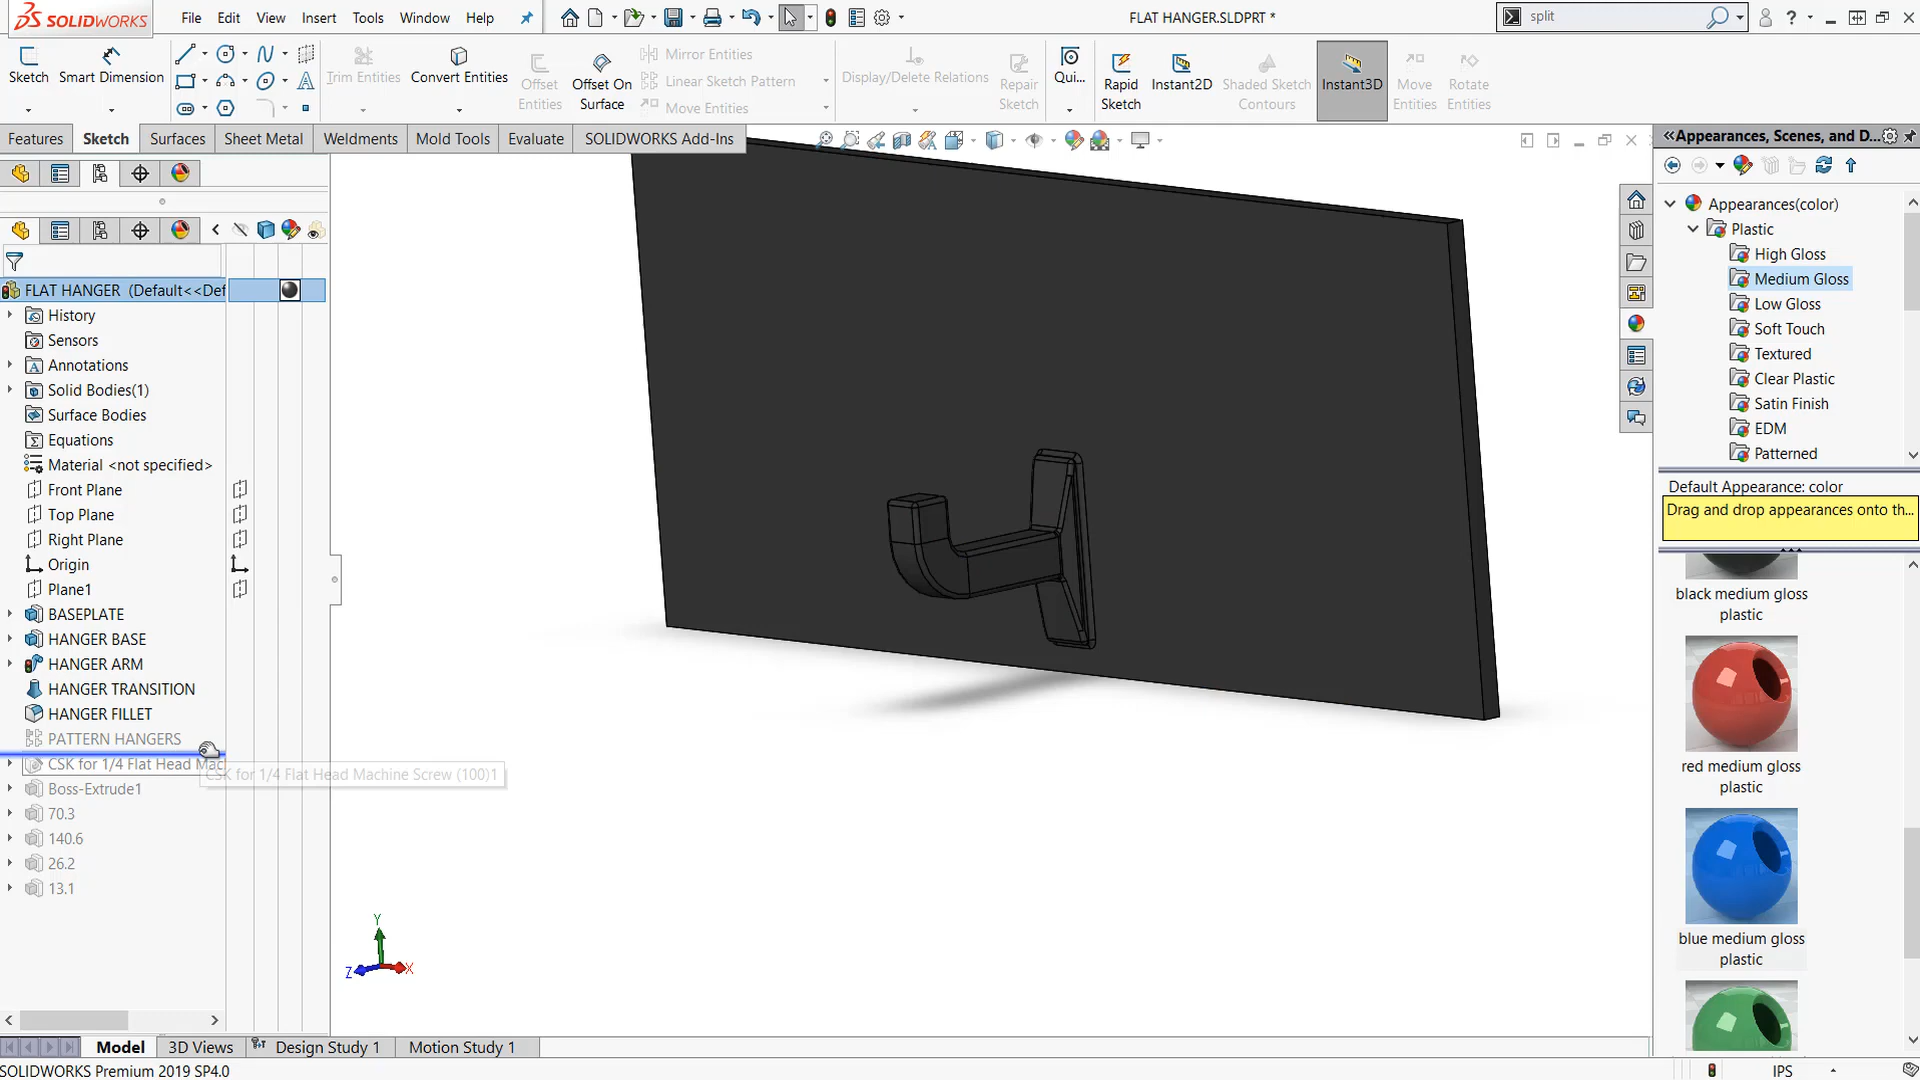 SOLIDWORKS
File Edit View Insert Tools Window Help
FLAT HANGER.SLDPRT *
split
Sketch
Smart Dimension
Trim Entities
Convert Entities
Offset Entities
Offset On Surface
Mirror Entities
Linear Sketch Pattern
Move Entities
Display/Delete Relations
Repair Sketch
Qui...
Rapid Sketch
Instant2D
Shaded Sketch Contours
Instant3D
Move Entities
Rotate Entities
Features Sketch Surfaces Sheet Metal Weldments Mold Tools Evaluate SOLIDWORKS Add-Ins
FLAT HANGER (Default<<Def
History
Sensors
Annotations
Solid Bodies(1)
Surface Bodies
Equations
Material <not specified>
Front Plane
Top Plane
Right Plane
Origin
Plane1
BASEPLATE
HANGER BASE
HANGER ARM
HANGER TRANSITION
HANGER FILLET
PATTERN HANGERS
CSK for 1/4 Flat Head Mac
CSK for 1/4 Flat Head Machine Screw (100)1
Boss-Extrude1
70.3
140.6
26.2
13.1
Y
Z
X
Appearances, Scenes, and D...
Appearances(color)
Plastic
High Gloss
Medium Gloss
Low Gloss
Soft Touch
Textured
Clear Plastic
Satin Finish
EDM
Patterned
Default Appearance: color
Drag and drop appearances onto th...
black medium gloss
plastic
red medium gloss
plastic
blue medium gloss
plastic
Model 3D Views Design Study 1 Motion Study 1
SOLIDWORKS Premium 2019 SP4.0
IPS